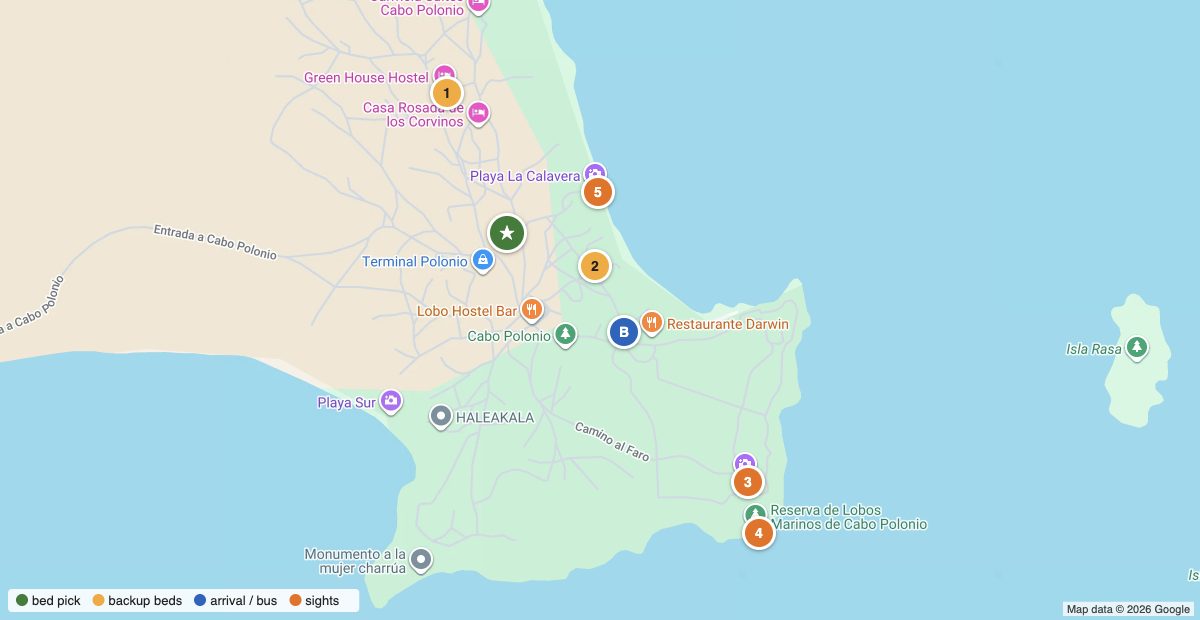 Cabo Polonio
Green House Hostel
1
Casa Rosada de
los Corvinos
Playa La Calavera
5
Entrada a Cabo Polonio
Terminal Polonio
2
a a Cabo Polonio
Lobo Hostel Bar
B
Restaurante Darwin
Cabo Polonio
Isla Rasa
Playa Sur
HALEAKALA
Camino al Faro
3
Reserva de Lobos
Marinos de Cabo Polonio
4
Monumento a la
mujer charrúa
Is
bed pick
backup beds
arrival / bus
sights
Map data © 2026 Google